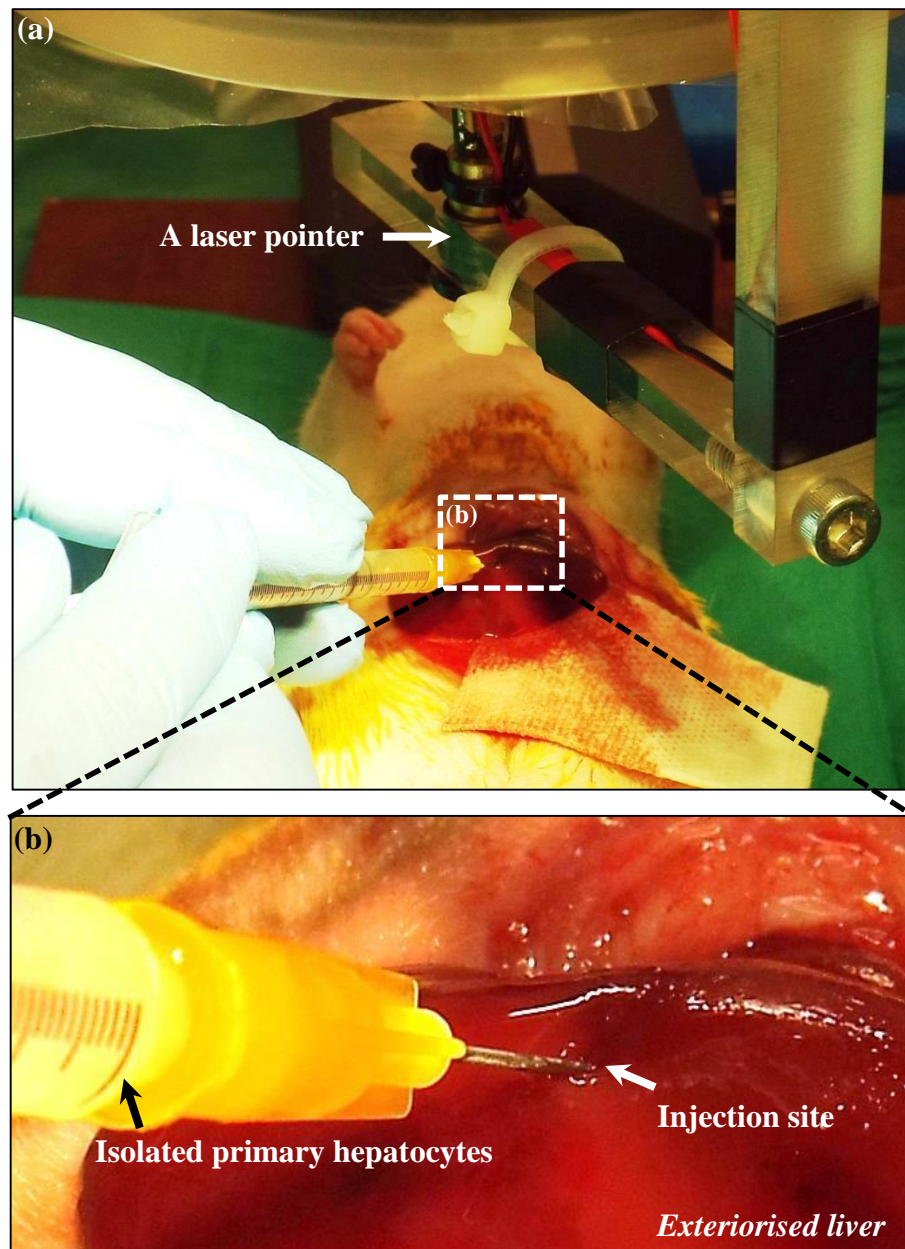 (a)
A laser pointer
(b)
(b)
Injection site
Isolated primary hepatocytes
Exteriorised liver